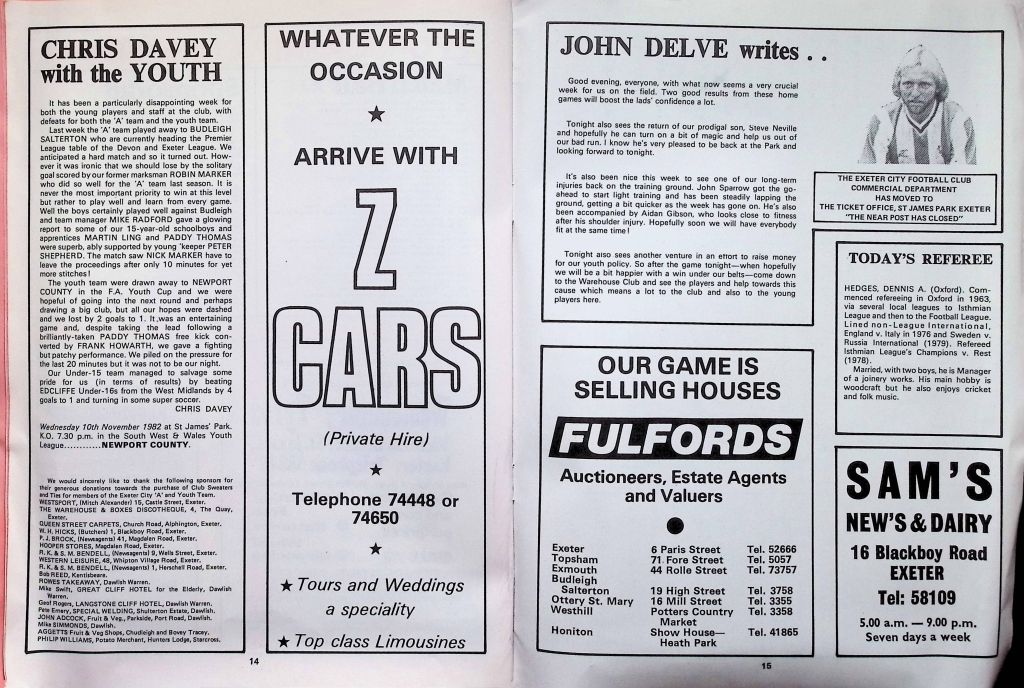 CHRIS DAVEY
with the YOUTH
It has been a particularly disappointing week for
both the young players and staff at the club, with
defeats for both the 'A' team and the youth team.
Last week the 'A' team played away to BUDLEIGH
SALTERTON who are currently heading the Premier
League table of the Devon and Exeter League. We
anticipated a hard match and so it turned out. How-
ever it was ironic that we should lose by the solitary
goal scored by our former marksman ROBIN MARKER
who did so well for the 'A' team last season. It is
never the most important priority to win at this level
but rather to play well and learn from every game.
Well the boys certainly played well against Budleigh
and team manager MIKE RADFORD gave a glowing
report to some of our 15-year-old schoolboys and
apprentices MARTIN LING and PADDY THOMAS
were superb, ably supported by young 'keeper PETER
SHEPHERD. The match saw NICK MARKER have to
leave the proceedings after only 10 minutes for yet
more stitches!
The youth team were drawn away to NEWPORT
COUNTY in the F.A. Youth Cup and we were
hopeful of going into the next round and perhaps
drawing a big club, but all our hopes were dashed
and we lost by 2 goals to 1. It was an entertaining
game and, despite taking the lead following a
brilliantly-taken PADDY THOMAS free kick con-
verted by FRANK HOWARTH, we gave a fighting
but patchy performance. We piled on the pressure for
the last 20 minutes but it was not to be our night.
Our Under-15 team managed to salvage some
pride for us (in terms of results) by beating
EDCLIFFE Under-16s from the West Midlands by 4
goals to 1 and turning in some super soccer.
CHRIS DAVEY
Wednesday 10th November 1982 at St James' Park.
K.O. 7.30 p.m. in the South West & Wales Youth
League............NEWPORT COUNTY.
We would sincerely like to thank the following sponsors for
their generous donations towards the purchase of Club Sweaters
and Ties for members of the Exeter City 'A' and Youth Team.
WESTSPORT, (Mitch Alexander) 15, Castle Street, Exeter.
THE WAREHOUSE & BOXES DISCOTHEQUE, 4, The Quay,
Exeter.
QUEEN STREET CARPETS, Church Road, Alphington, Exeter.
W. H. HICKS, (Butchers) 1, Blackboy Road, Exeter.
P. J. BROCK, (Newsagents) 41, Magdalen Road, Exeter.
HOOPER STORES, Magdalen Road, Exeter.
R. K. & S. M. BENDELL, (Newsagents) 9, Wells Street, Exeter.
WESTERN LEISURE, 48, Whipton Village Road, Exeter.
R. K. & S. M. BENDELL, (Newsagents) 1, Herschell Road, Exeter.
Bob REED, Kentisbeare.
ROWES TAKEAWAY, Dawlish Warren.
Mike Swift, GREAT CLIFF HOTEL for the Elderly, Dawlish
Warren.
Geof Rogers, LANGSTONE CLIFF HOTEL, Dawlish Warren.
Pete Emery, SPECIAL WELDING, Shutterton Estate, Dawlish.
JOHN ADCOCK, Fruit & Veg., Parkside, Port Road, Dawlish.
Mike SIMMONDS, Dawlish.
AGGETTS Fruit & Veg Shops, Chudleigh and Bovey Tracey.
PHILIP WILLIAMS, Potato Merchant, Hunters Lodge, Starcross.
WHATEVER THE
OCCASION
★
ARRIVE WITH
Z
CARS
(Private Hire)
★
Telephone 74448 or
74650
★
★ Tours and Weddings
a speciality
★ Top class Limousines
14
JOHN DELVE writes . .
Good evening, everyone, with what now seems a very crucial
week for us on the field. Two good results from these home
games will boost the lads' confidence a lot.
Tonight also sees the return of our prodigal son, Steve Neville
and hopefully he can turn on a bit of magic and help us out of
our bad run. I know he's very pleased to be back at the Park and
looking forward to tonight.
It's also been nice this week to see one of our long-term
injuries back on the training ground. John Sparrow got the go-
ahead to start light training and has been steadily lapping the
ground, getting a bit quicker as the week has gone on. He's also
been accompanied by Aidan Gibson, who looks close to fitness
after his shoulder injury. Hopefully soon we will have everybody
fit at the same time!
Tonight also sees another venture in an effort to raise money
for our youth policy. So after the game tonight—when hopefully
we will be a bit happier with a win under our belts—come down
to the Warehouse Club and see the players and help towards this
cause which means a lot to the club and also to the young
players here.
THE EXETER CITY FOOTBALL CLUB
COMMERCIAL DEPARTMENT
HAS MOVED TO
THE TICKET OFFICE, ST JAMES PARK EXETER
"THE NEAR POST HAS CLOSED"
TODAY'S REFEREE
HEDGES, DENNIS A. (Oxford). Com-
menced refereeing in Oxford in 1963,
via several local leagues to Isthmian
League and then to the Football League.
Lined non-League International,
England v. Italy in 1976 and Sweden v.
Russia International (1979). Refereed
Isthmian League's Champions v. Rest
(1978).
Married, with two boys, he is Manager
of a joinery works. His main hobby is
woodcraft but he also enjoys cricket
and folk music.
OUR GAME IS
SELLING HOUSES
FULFORDS
Auctioneers, Estate Agents
and Valuers
Exeter 6 Paris Street Tel. 52666
Topsham 71 Fore Street Tel. 5057
Exmouth 44 Rolle Street Tel. 73757
Budleigh
Salterton 19 High Street Tel. 3758
Ottery St. Mary 16 Mill Street Tel. 3355
Westhill Potters Country Tel. 3358
Market
Honiton Show House— Tel. 41865
Heath Park
SAM'S
NEW'S & DAIRY
16 Blackboy Road
EXETER
Tel: 58109
5.00 a.m. — 9.00 p.m.
Seven days a week
15